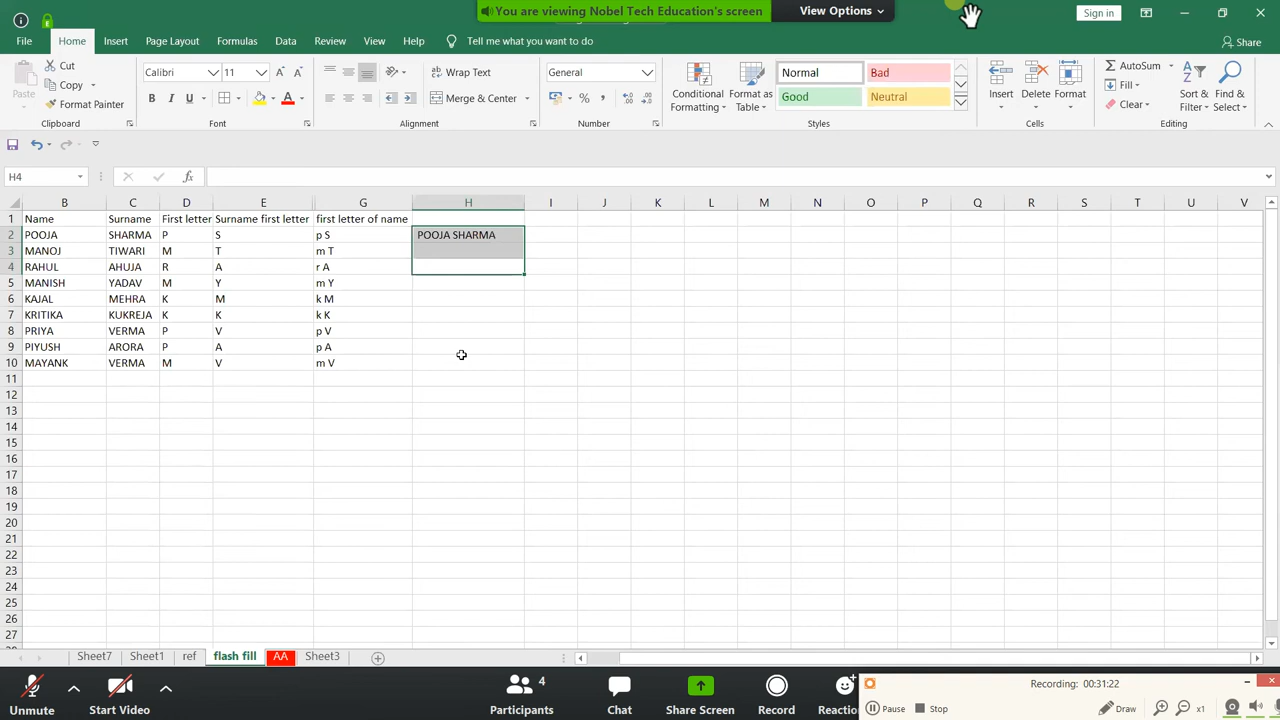 You are viewing Nobel Tech Education's screen
View Options
Sign in
File Home Insert Page Layout Formulas Data Review View Help Tell me what you want to do
Share
Paste
Cut
Copy
Format Painter
Clipboard
Calibri 11
B I U
Font
Wrap Text
Merge & Center
Alignment
General
Number
Conditional Formatting
Format as Table
Normal Bad
Good Neutral
Styles
Insert Delete Format
Cells
AutoSum
Fill
Clear
Sort & Filter
Find & Select
Editing
H4
fx
B C D E G H I J K L M N O P Q R S T U V
1 Name Surname First letter Surname first letter first letter of name
2 POOJA SHARMA P S p S POOJA SHARMA
3 MANOJ TIWARI M T m T
4 RAHUL AHUJA R A r A
5 MANISH YADAV M Y m Y
6 KAJAL MEHRA K M k M
7 KRITIKA KUKREJA K K k K
8 PRIYA VERMA P V p V
9 PIYUSH ARORA P A p A
10 MAYANK VERMA M V m V
11
12
13
14
15
16
17
18
19
20
21
22
23
24
25
26
27
Sheet7 Sheet1 ref flash fill AA Sheet3
Unmute
Start Video
4
Participants
Chat
Share Screen
Record
Reactio
Recording: 00:31:22
Pause Stop Draw x1